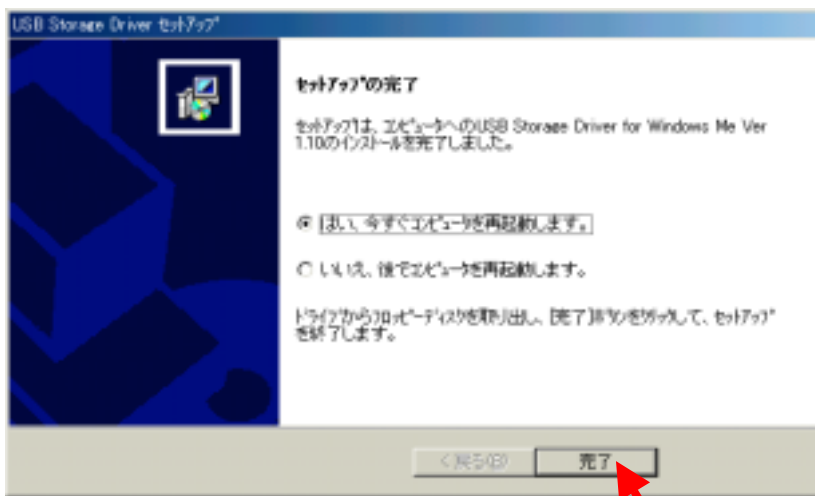 USB Storage Driver セットアップ
セットアップの完了
セットアップは、コンピュータへのUSB Storage Driver for Windows Me Ver
1.10のインストールを完了しました。
はい、今すぐコンピュータを再起動します。
いいえ、後でコンピュータを再起動します。
ドライブからフロッピーディスクを取り出し、[完了]ボタンをクリックして、セットアップ
を終了します。
< 戻る(B)
完了